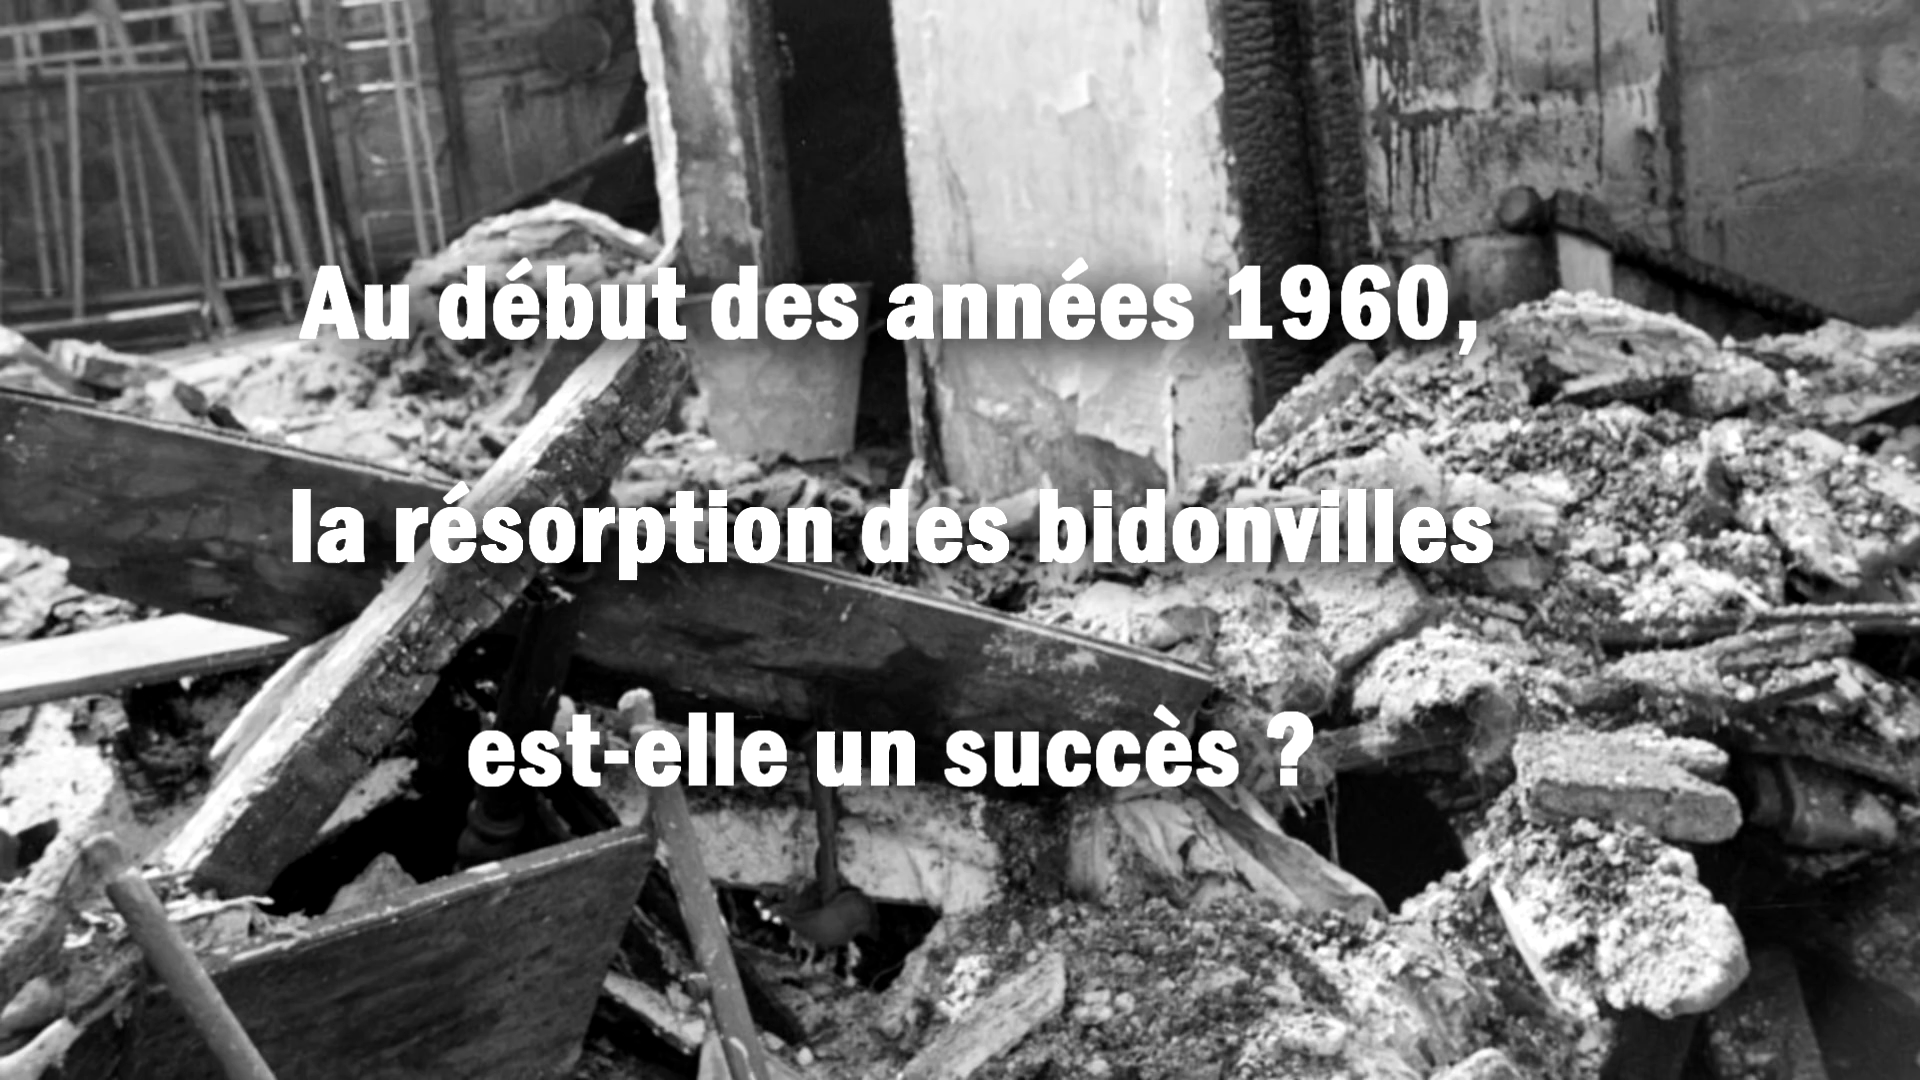 Au début des années 1960,
la résorption des bidonvilles
est-elle un succès ?